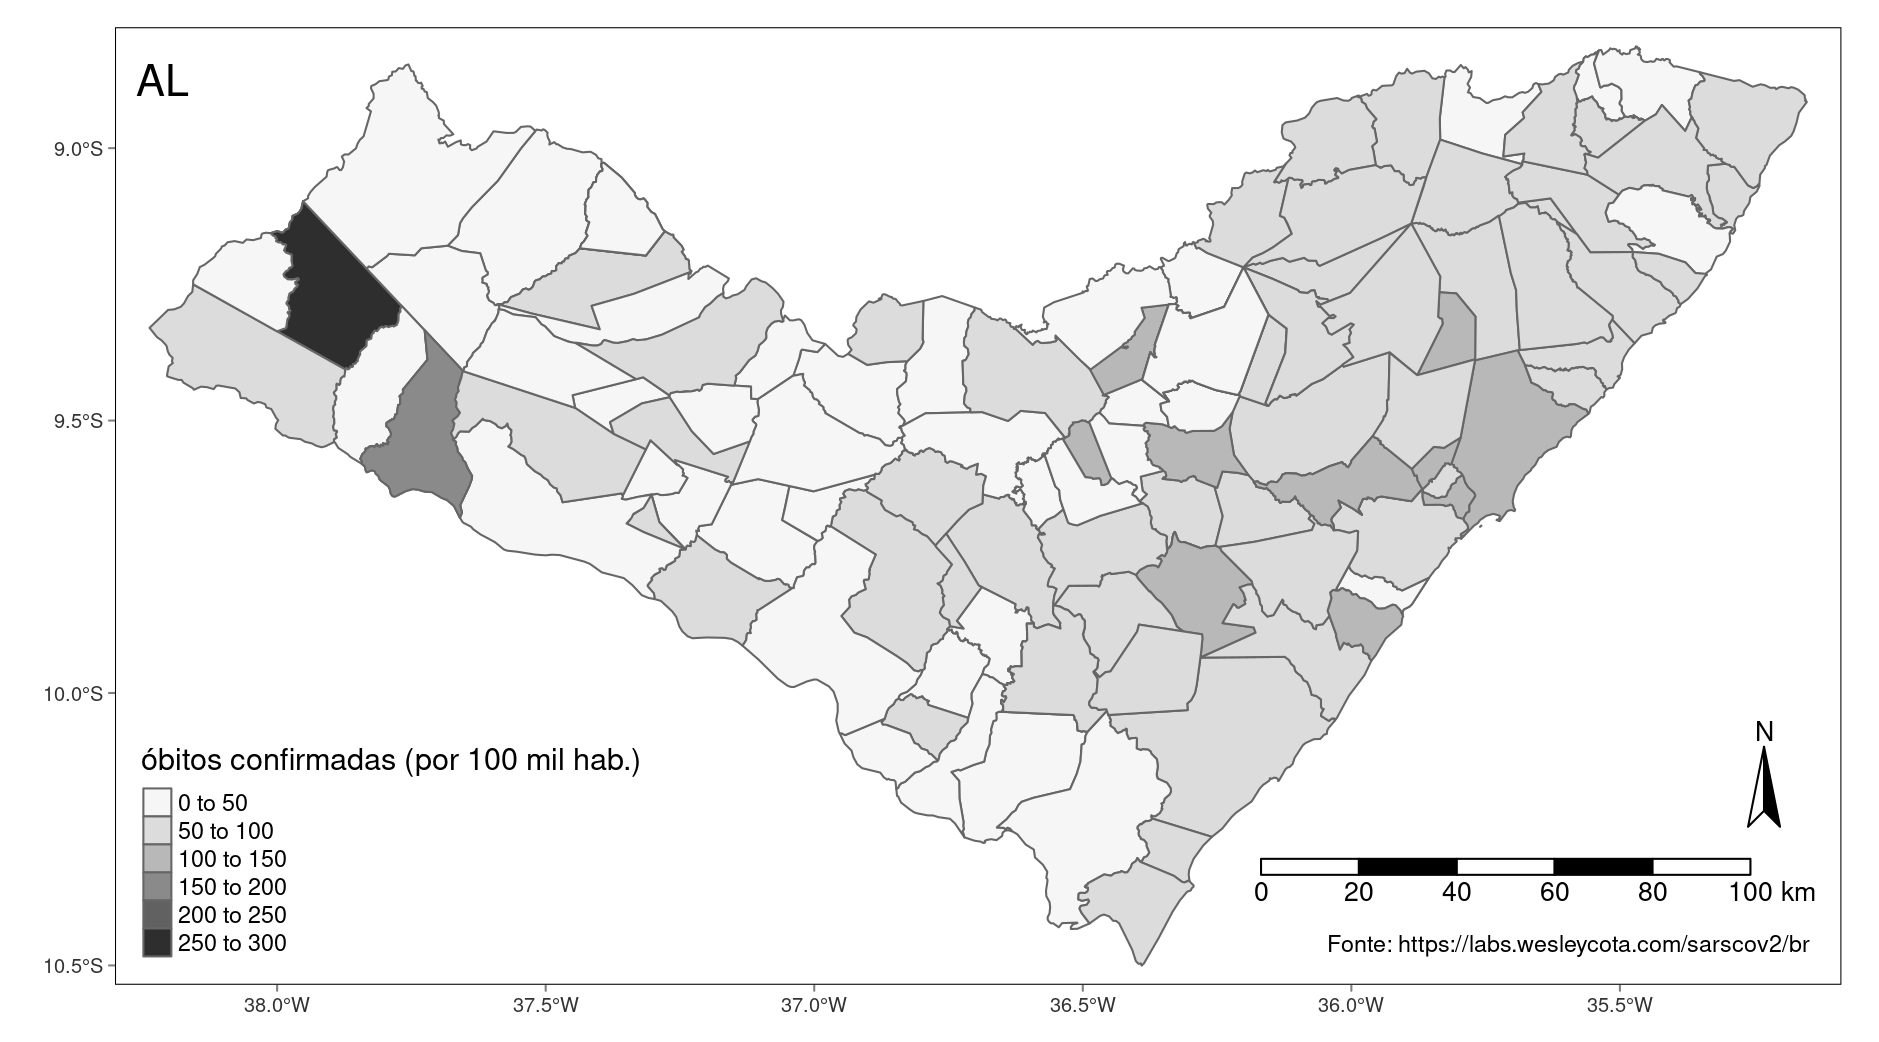 AL
9.0°S
9.5°S
10.0°S
10.5°S
óbitos confirmadas (por 100 mil hab.)
0 to 50
50 to 100
100 to 150
150 to 200
200 to 250
250 to 300
N
0 20 40 60 80 100 km
Fonte: https://labs.wesleycota.com/sarscov2/br
38.0°W 37.5°W 37.0°W 36.5°W 36.0°W 35.5°W